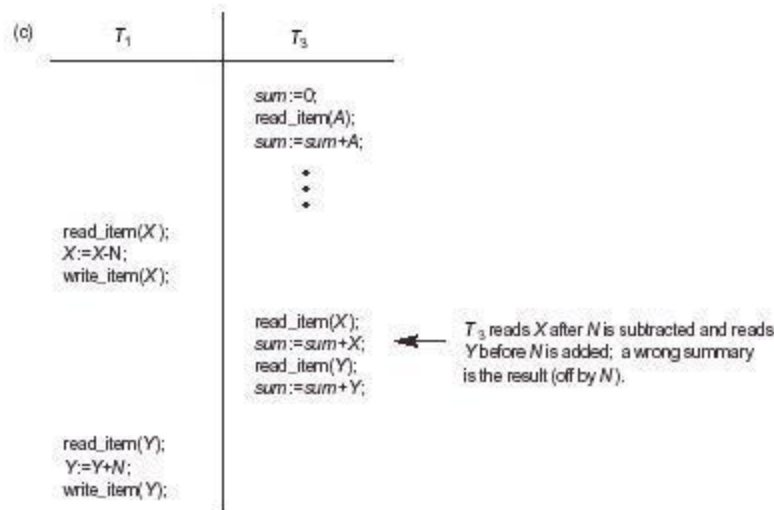 (c)
T1 T3
sum:=0;
read_item(A);
sum:=sum+A;
read_item(X);
X:=X-N;
write_item(X);
read_item(X);
sum:=sum+X;
read_item(Y);
sum:=sum+Y;
T3 reads X after N is subtracted and reads
Y before N is added; a wrong summary
is the result (off by N).
read_item(Y);
Y:=Y+N;
write_item(Y);